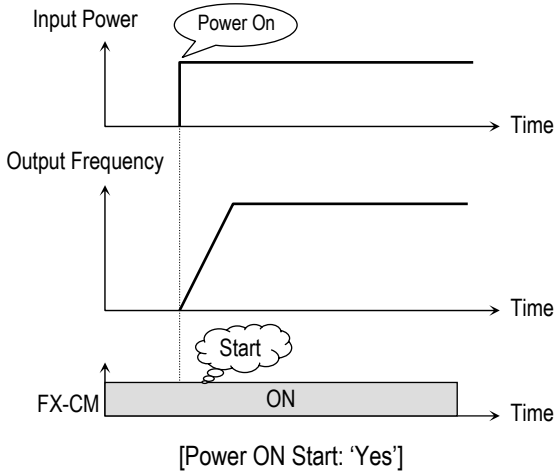 Input Power
Power On
Time
Output Frequency
Time
Start
FX-CM
ON
Time
[Power ON Start: ‘Yes’]